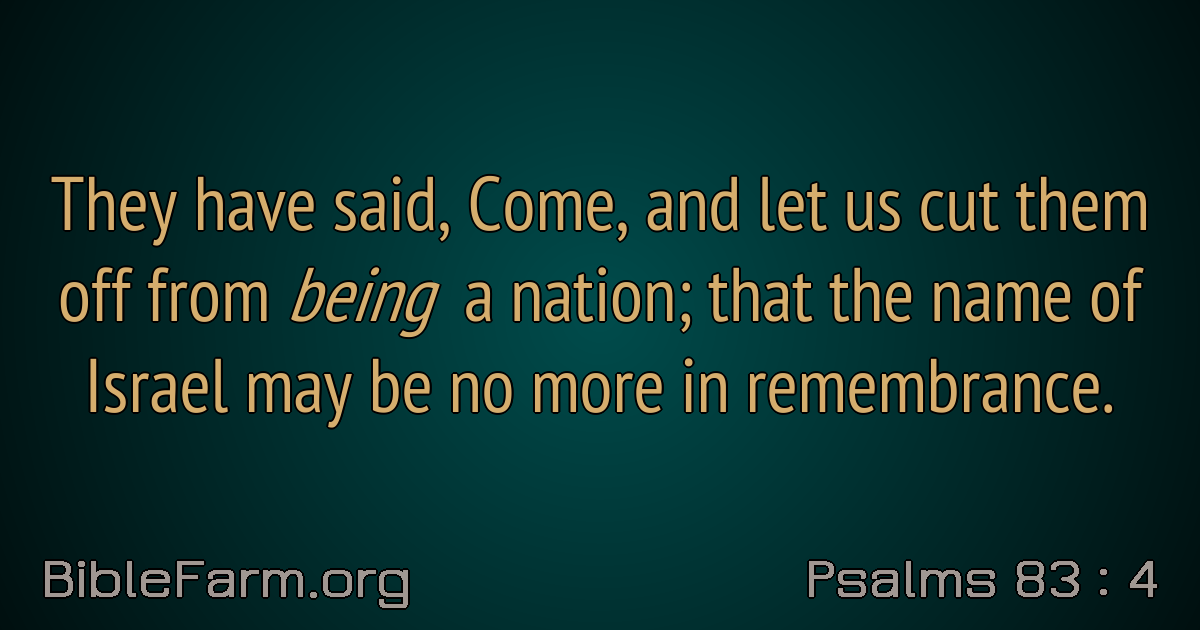 They have said, Come, and let us cut them
off from being a nation; that the name of
Israel may be no more in remembrance.
BibleFarm.org
Psalms 83 : 4